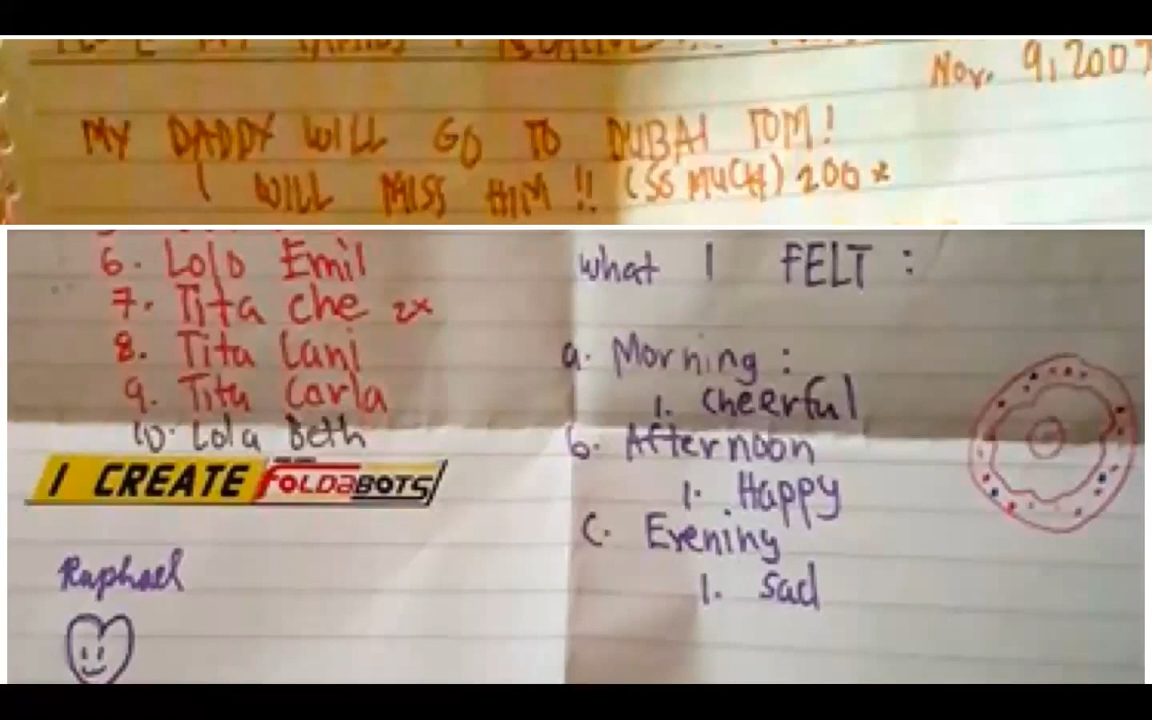 Nov. 9, 2007
MY DADDY WILL GO TO DUBAI TOM!
I WILL MISS HIM !! (SS MUCH) 200x
6. Lolo Emil
7. Tita che 2x
8. Tita Lani
9. Tita Carla
10. Lola Beth
I CREATE FOLDABOTS
Raphael
what I FELT :
a. Morning :
1. cheerful
b. Afternoon
1. Happy
C. Evening
1. sad